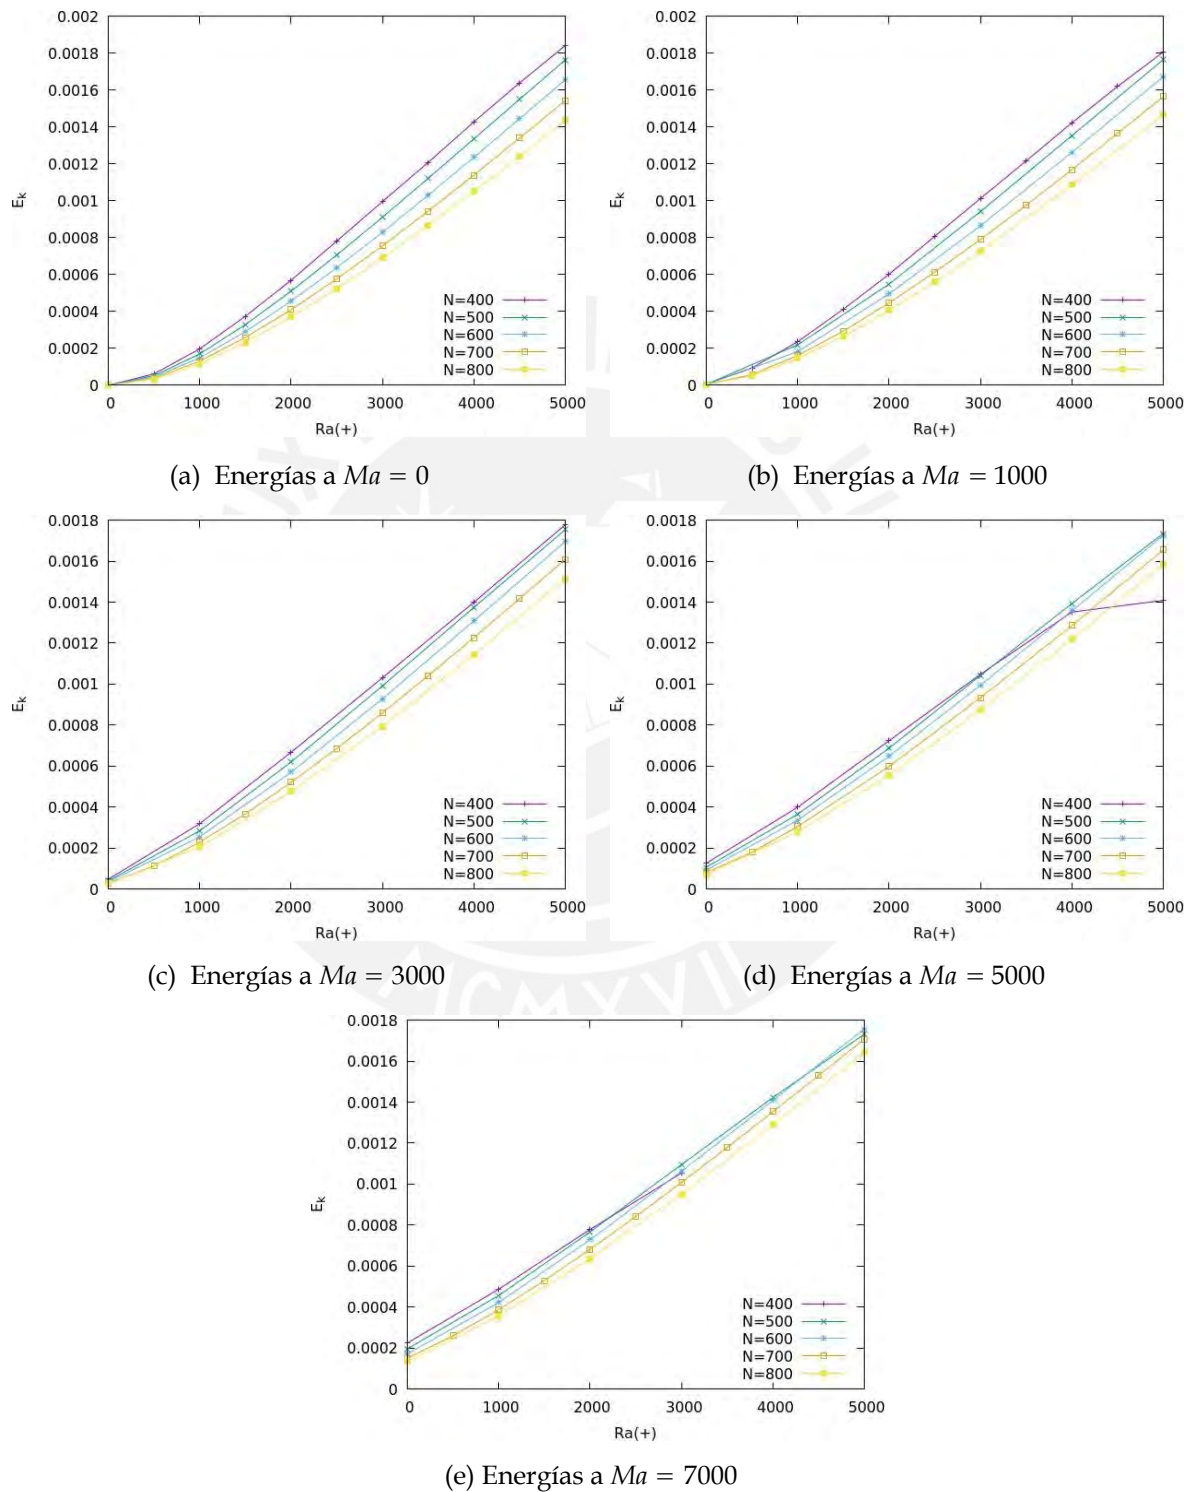 0.002
0.0018
0.0016
0.0014
0.0012
0.001
0.0008
0.0006
0.0004
0.0002
0
E_k
N=400
N=500
N=600
N=700
N=800
0 1000 2000 3000 4000 5000
Ra(+)
(a) Energías a Ma = 0
0.002
0.0018
0.0016
0.0014
0.0012
0.001
0.0008
0.0006
0.0004
0.0002
0
E_k
N=400
N=500
N=600
N=700
N=800
0 1000 2000 3000 4000 5000
Ra(+)
(b) Energías a Ma = 1000
0.0018
0.0016
0.0014
0.0012
0.001
0.0008
0.0006
0.0004
0.0002
0
E_k
N=400
N=500
N=600
N=700
N=800
0 1000 2000 3000 4000 5000
Ra(+)
(c) Energías a Ma = 3000
0.0018
0.0016
0.0014
0.0012
0.001
0.0008
0.0006
0.0004
0.0002
0
E_k
N=400
N=500
N=600
N=700
N=800
0 1000 2000 3000 4000 5000
Ra(+)
(d) Energías a Ma = 5000
MCMXVII
0.0018
0.0016
0.0014
0.0012
0.001
0.0008
0.0006
0.0004
0.0002
0
E_k
N=400
N=500
N=600
N=700
N=800
0 1000 2000 3000 4000 5000
Ra(+)
(e) Energías a Ma = 7000